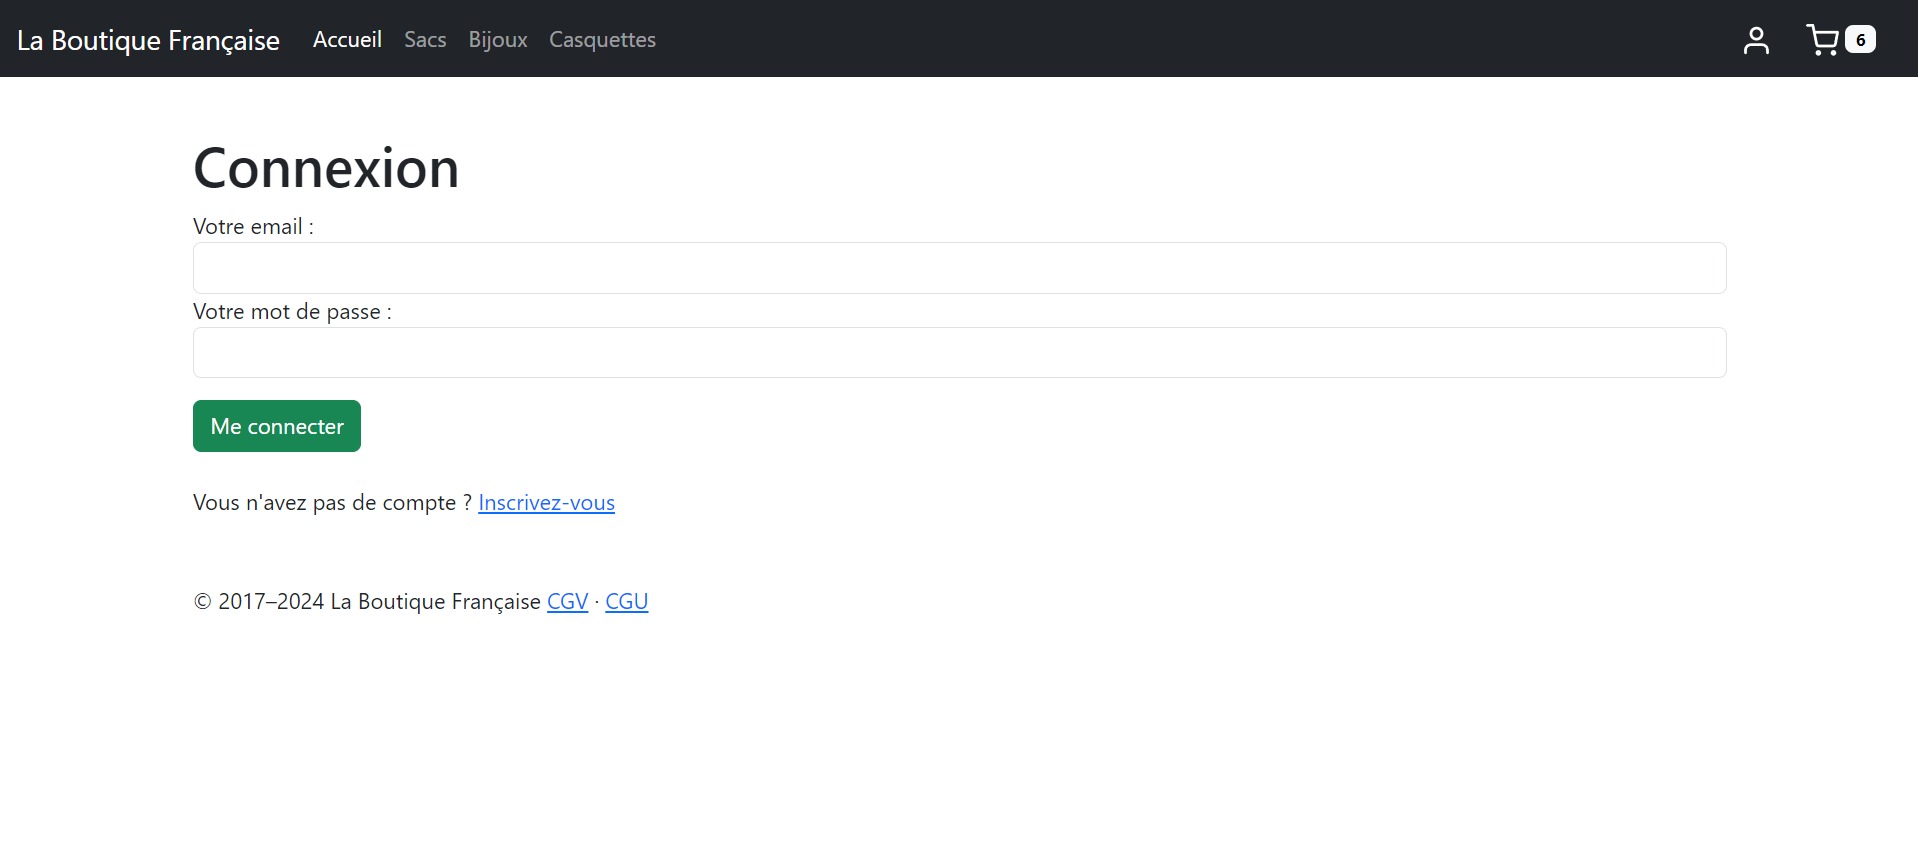 La Boutique Française Accueil Sacs Bijoux Casquettes 6
Connexion
Votre email :
Votre mot de passe :
Me connecter
Vous n'avez pas de compte ? Inscrivez-vous
© 2017–2024 La Boutique Française CGV · CGU